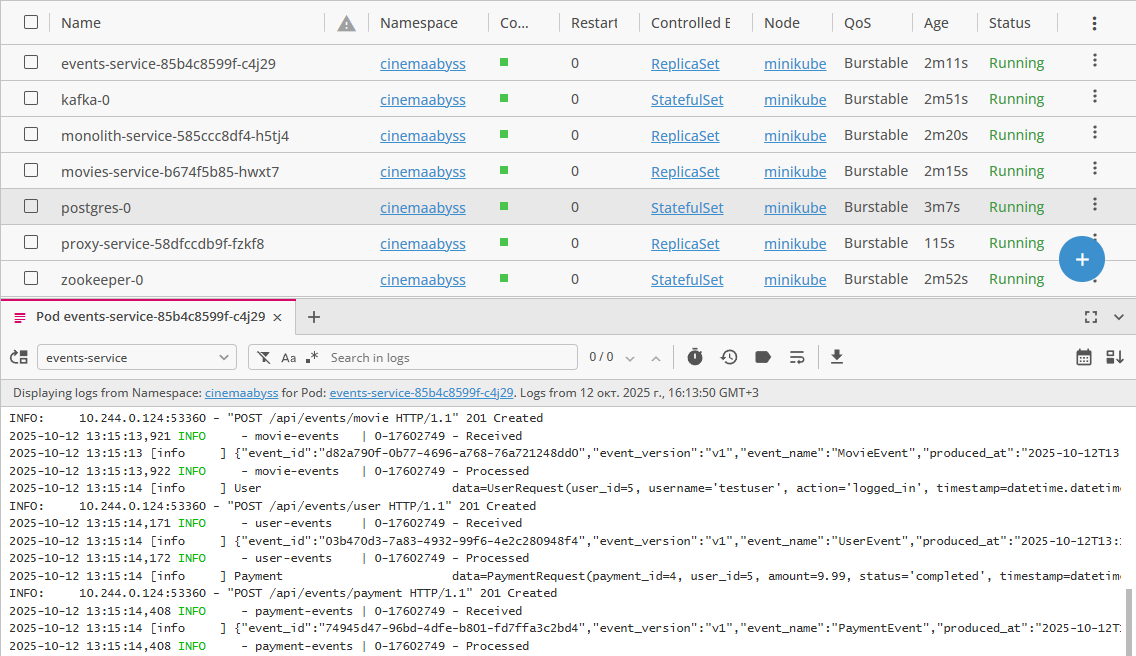 Name Namespace Co... Restart Controlled B Node QoS Age Status
events-service-85b4c8599f-c4j29 cinemaabyss 0 ReplicaSet minikube Burstable 2m11s Running
kafka-0 cinemaabyss 0 StatefulSet minikube Burstable 2m51s Running
monolith-service-585ccc8df4-h5tj4 cinemaabyss 0 ReplicaSet minikube Burstable 2m20s Running
movies-service-b674f5b85-hwxt7 cinemaabyss 0 ReplicaSet minikube Burstable 2m15s Running
postgres-0 cinemaabyss 0 StatefulSet minikube Burstable 3m7s Running
proxy-service-58dfccdb9f-fzkf8 cinemaabyss 0 ReplicaSet minikube Burstable 115s Running
zookeeper-0 cinemaabyss 0 StatefulSet minikube Burstable 2m52s Running
Pod events-service-85b4c8599f-c4j29
events-service Aa .* Search in logs 0 / 0
Displaying logs from Namespace: cinemaabyss for Pod: events-service-85b4c8599f-c4j29. Logs from 12 окт. 2025 г., 16:13:50 GMT+3
INFO: 10.244.0.124:53360 - "POST /api/events/movie HTTP/1.1" 201 Created
2025-10-12 13:15:13,921 INFO - movie-events | 0-17602749 - Received
2025-10-12 13:15:13 [info ] {"event_id":"d82a790f-0b77-4696-a768-76a721248dd0","event_version":"v1","event_name":"MovieEvent","produced_at":"2025-10-12T13
2025-10-12 13:15:13,922 INFO - movie-events | 0-17602749 - Processed
2025-10-12 13:15:14 [info ] User data=UserRequest(user_id=5, username='testuser', action='logged_in', timestamp=datetime.datetim
INFO: 10.244.0.124:53360 - "POST /api/events/user HTTP/1.1" 201 Created
2025-10-12 13:15:14,171 INFO - user-events | 0-17602749 - Received
2025-10-12 13:15:14 [info ] {"event_id":"03b470d3-7a83-4932-99f6-4e2c280948f4","event_version":"v1","event_name":"UserEvent","produced_at":"2025-10-12T13:
2025-10-12 13:15:14,172 INFO - user-events | 0-17602749 - Processed
2025-10-12 13:15:14 [info ] Payment data=PaymentRequest(payment_id=4, user_id=5, amount=9.99, status='completed', timestamp=datetime
INFO: 10.244.0.124:53360 - "POST /api/events/payment HTTP/1.1" 201 Created
2025-10-12 13:15:14,408 INFO - payment-events | 0-17602749 - Received
2025-10-12 13:15:14 [info ] {"event_id":"74945d47-96bd-4dfe-b801-fd7ffa3c2bd4","event_version":"v1","event_name":"PaymentEvent","produced_at":"2025-10-12T
2025-10-12 13:15:14,408 INFO - payment-events | 0-17602749 - Processed